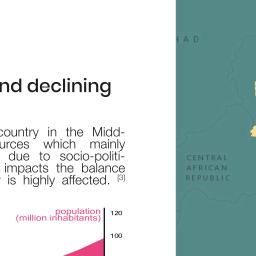 nd declining
country in the Midd-
urces which mainly
due to socio-politi-
impacts the balance
is highly affected. [3]
population
(million inhabitants)
120
100
HAD
CENTRAL
AFRICAN
REPUBLIC